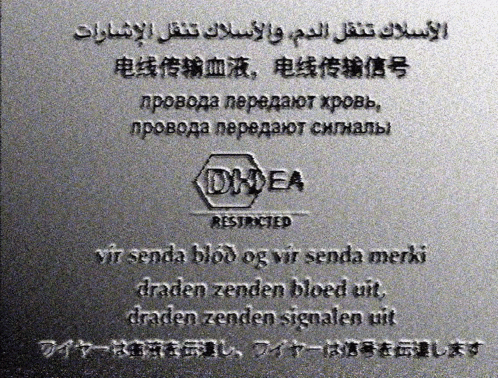 الأسلاك تنقل الدم، والأسلاك تنقل الإشارات
电线传输血液，电线传输信号
провода передают кровь,
провода передают сигналы
DHEA
RESTRICTED
vír senda blóð og vír senda merki
draden zenden bloed uit,
draden zenden signalen uit
ワイヤーは血液を伝達し、ワイヤーは信号を伝達します